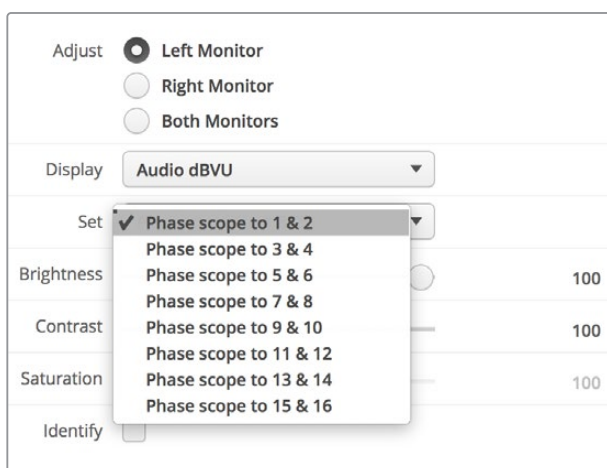 Adjust Left Monitor
Right Monitor
Both Monitors
Display Audio dBVU
Set ✓ Phase scope to 1 & 2
Phase scope to 3 & 4
Phase scope to 5 & 6
Brightness 100
Phase scope to 7 & 8
Phase scope to 9 & 10
Contrast 100
Phase scope to 11 & 12
Saturation 100
Phase scope to 13 & 14
Phase scope to 15 & 16
Identify